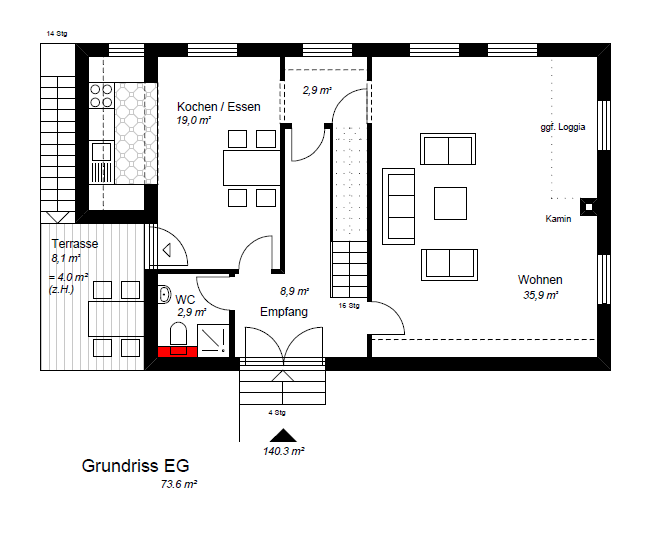 14 Stg
2,9 m²
Kochen / Essen
19,0 m²
ggf. Loggia
Kamin
Terrasse
8,1 m²
= 4.0 m²
(z.H.)
WC
2,9 m²
8,9 m²
Empfang
16 Stg
Wohnen
35,9 m²
4 Stg
140.3 m²
Grundriss EG
73.6 m²